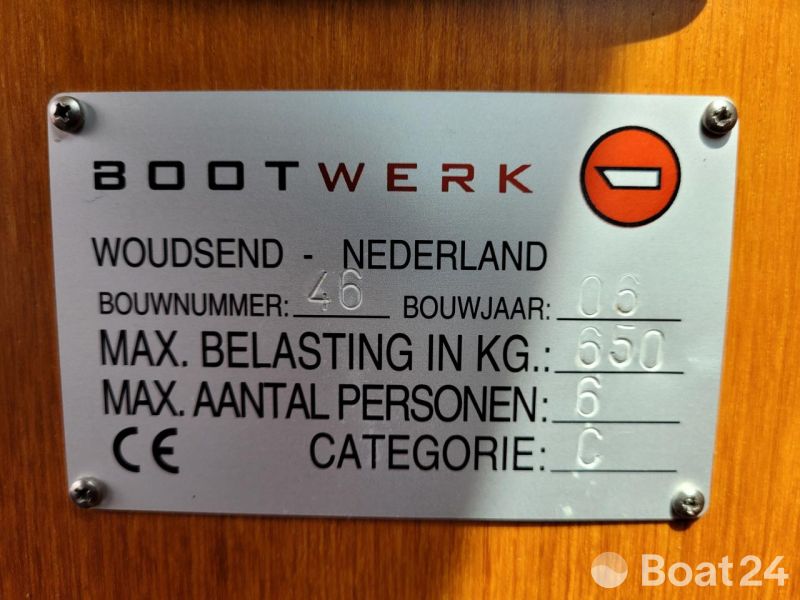 BOOTWERK
WOUDSEND - NEDERLAND
BOUWNUMMER: 46 BOUWJAAR: 06
MAX. BELASTING IN KG.: 650
MAX. AANTAL PERSONEN: 6
CE CATEGORIE: C
Boat24